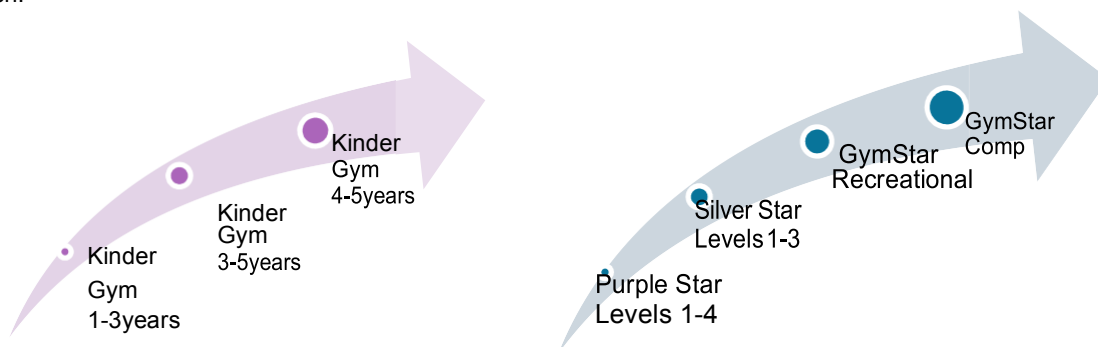 Kinder
Gym
1-3years
Kinder
Gym
3-5years
Kinder
Gym
4-5years
Purple Star
Levels 1-4
Silver Star
Levels 1-3
GymStar
Recreational
GymStar
Comp